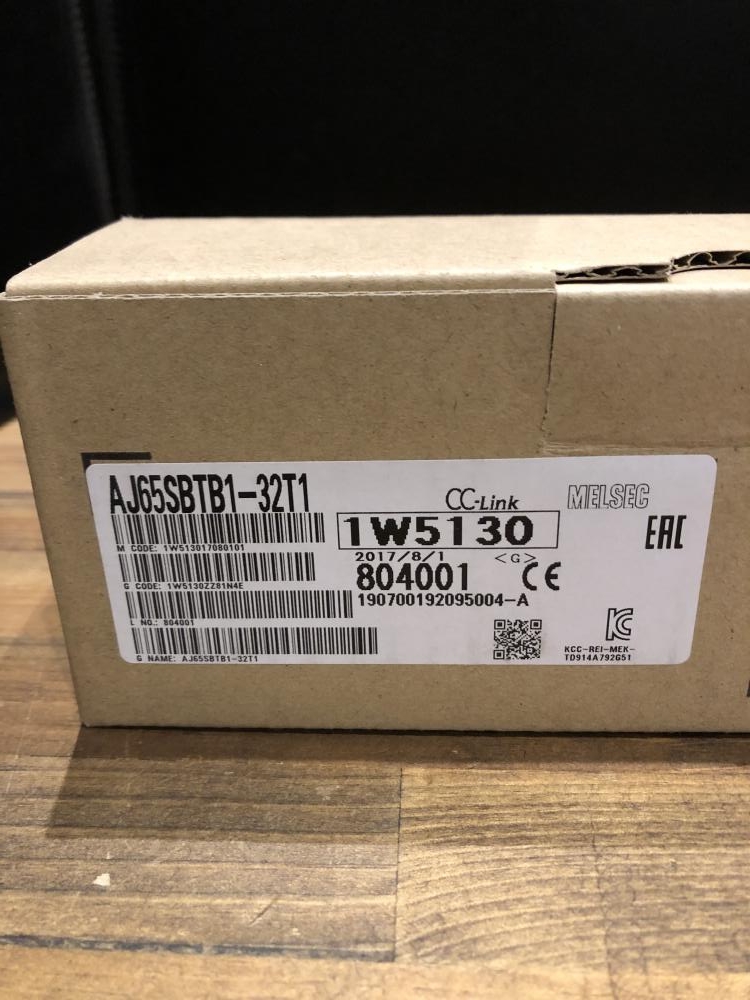 AJ65SBTB1-32T1
M CODE: 1W513017080101
G CODE: 1W5130ZZ81N4E
L NO.: 804001
G NAME: AJ65SBTB1-32T1
CC-Link
1W5130
2017/8/1 <G>
804001 CE
190700192095004-A
MELSEC
EAC
KC
KCC-REI-MEK-
TD914A792G51